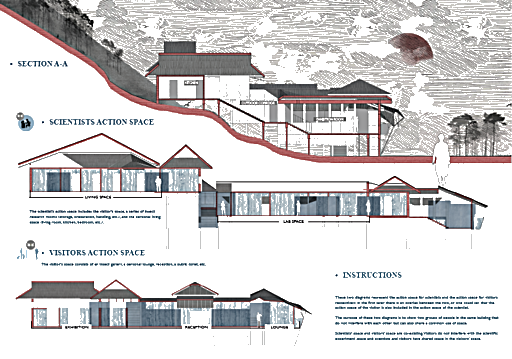 SECTION A-A
SCIENTISTS ACTION SPACE
LIVING SPACE
LAB SPACE
The scientist's action space includes the visitor's space, a series of insect
research rooms (storage, preparation, handling, etc.) and the personal living
space (living room, kitchen, bedroom, etc.).
VISITORS ACTION SPACE
The visitor's space consists of an insect gallery, a personal lounge, reception, a public toilet, etc.
EXHIBITION
RECEPTION
LOUNGE
INSTRUCTIONS
These two diagrams represent the action space for scientists and the action space for visitors
respectively. In the first total there is an overlap between the two, or one could say that the
action space of the visitor is also included in the action space of the scientist.
The purpose of these two diagrams is to show two groups of people in the same building that
do not interfere with each other but can also share a common use of space.
Scientists' space and visitors' space are co-existing. Visitors do not interfere with the scientific
experiment space and scientists and visitors have shared space in the visitors' space.